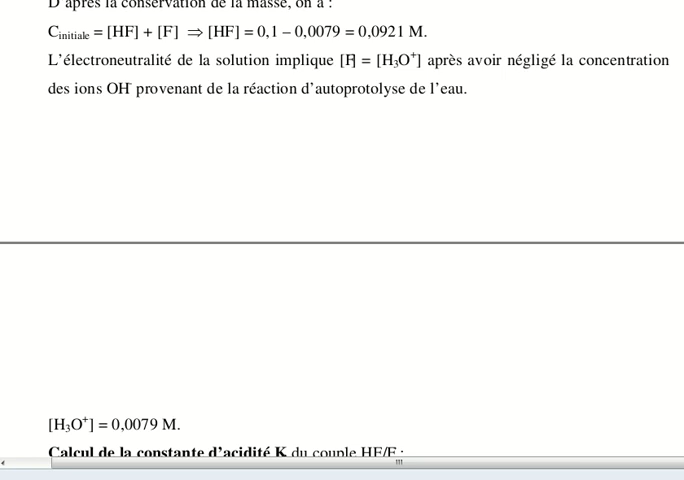 D'après la conservation de la masse, on a :
C initiale = [HF] + [F] ⇒ [HF] = 0,1 – 0,0079 = 0,0921 M.
L'électroneutralité de la solution implique [F] = [H₃O⁺] après avoir négligé la concentration
des ions OH⁻ provenant de la réaction d'autoprotolyse de l'eau.
[H₃O⁺] = 0,0079 M.
Calcul de la constante d'acidité K du couple HF/F :